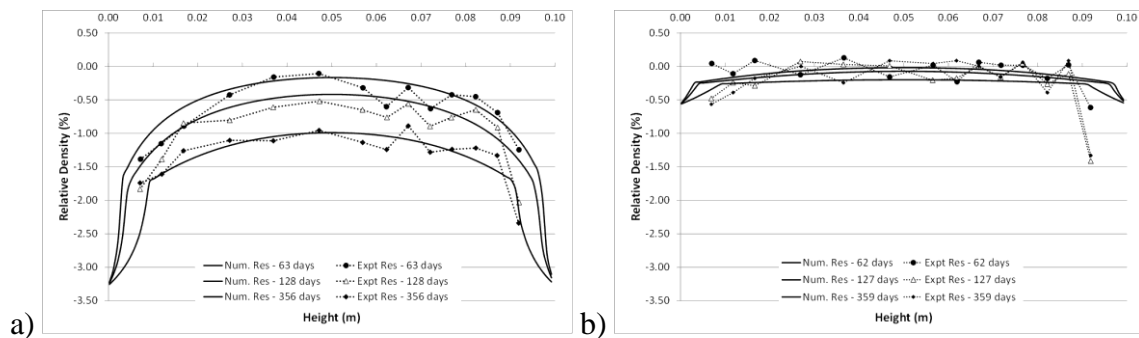 0.00 0.01 0.02 0.03 0.04 0.05 0.06 0.07 0.08 0.09 0.10
0.50
0.00
-0.50
-1.00
-1.50
-2.00
-2.50
-3.00
-3.50
Relative Density (%)
Num. Res - 63 days Expt Res - 63 days
Num. Res - 128 days Expt Res - 128 days
Num. Res - 356 days Expt Res - 356 days
Height (m)
a)
0.00 0.01 0.02 0.03 0.04 0.05 0.06 0.07 0.08 0.09 0.10
0.50
0.00
-0.50
-1.00
-1.50
-2.00
-2.50
-3.00
-3.50
Relative Density (%)
Num. Res - 62 days Expt Res - 62 days
Num. Res - 127 days Expt Res - 127 days
Num. Res - 359 days Expt Res - 359 days
Height (m)
b)